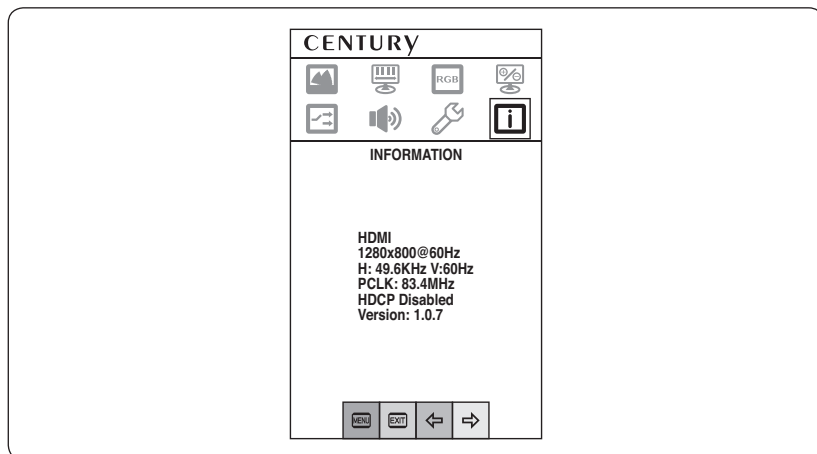 CENTURY
RGB
i
INFORMATION
HDMI
1280x800@60Hz
H: 49.6KHz V:60Hz
PCLK: 83.4MHz
HDCP Disabled
Version: 1.0.7
MENU EXIT